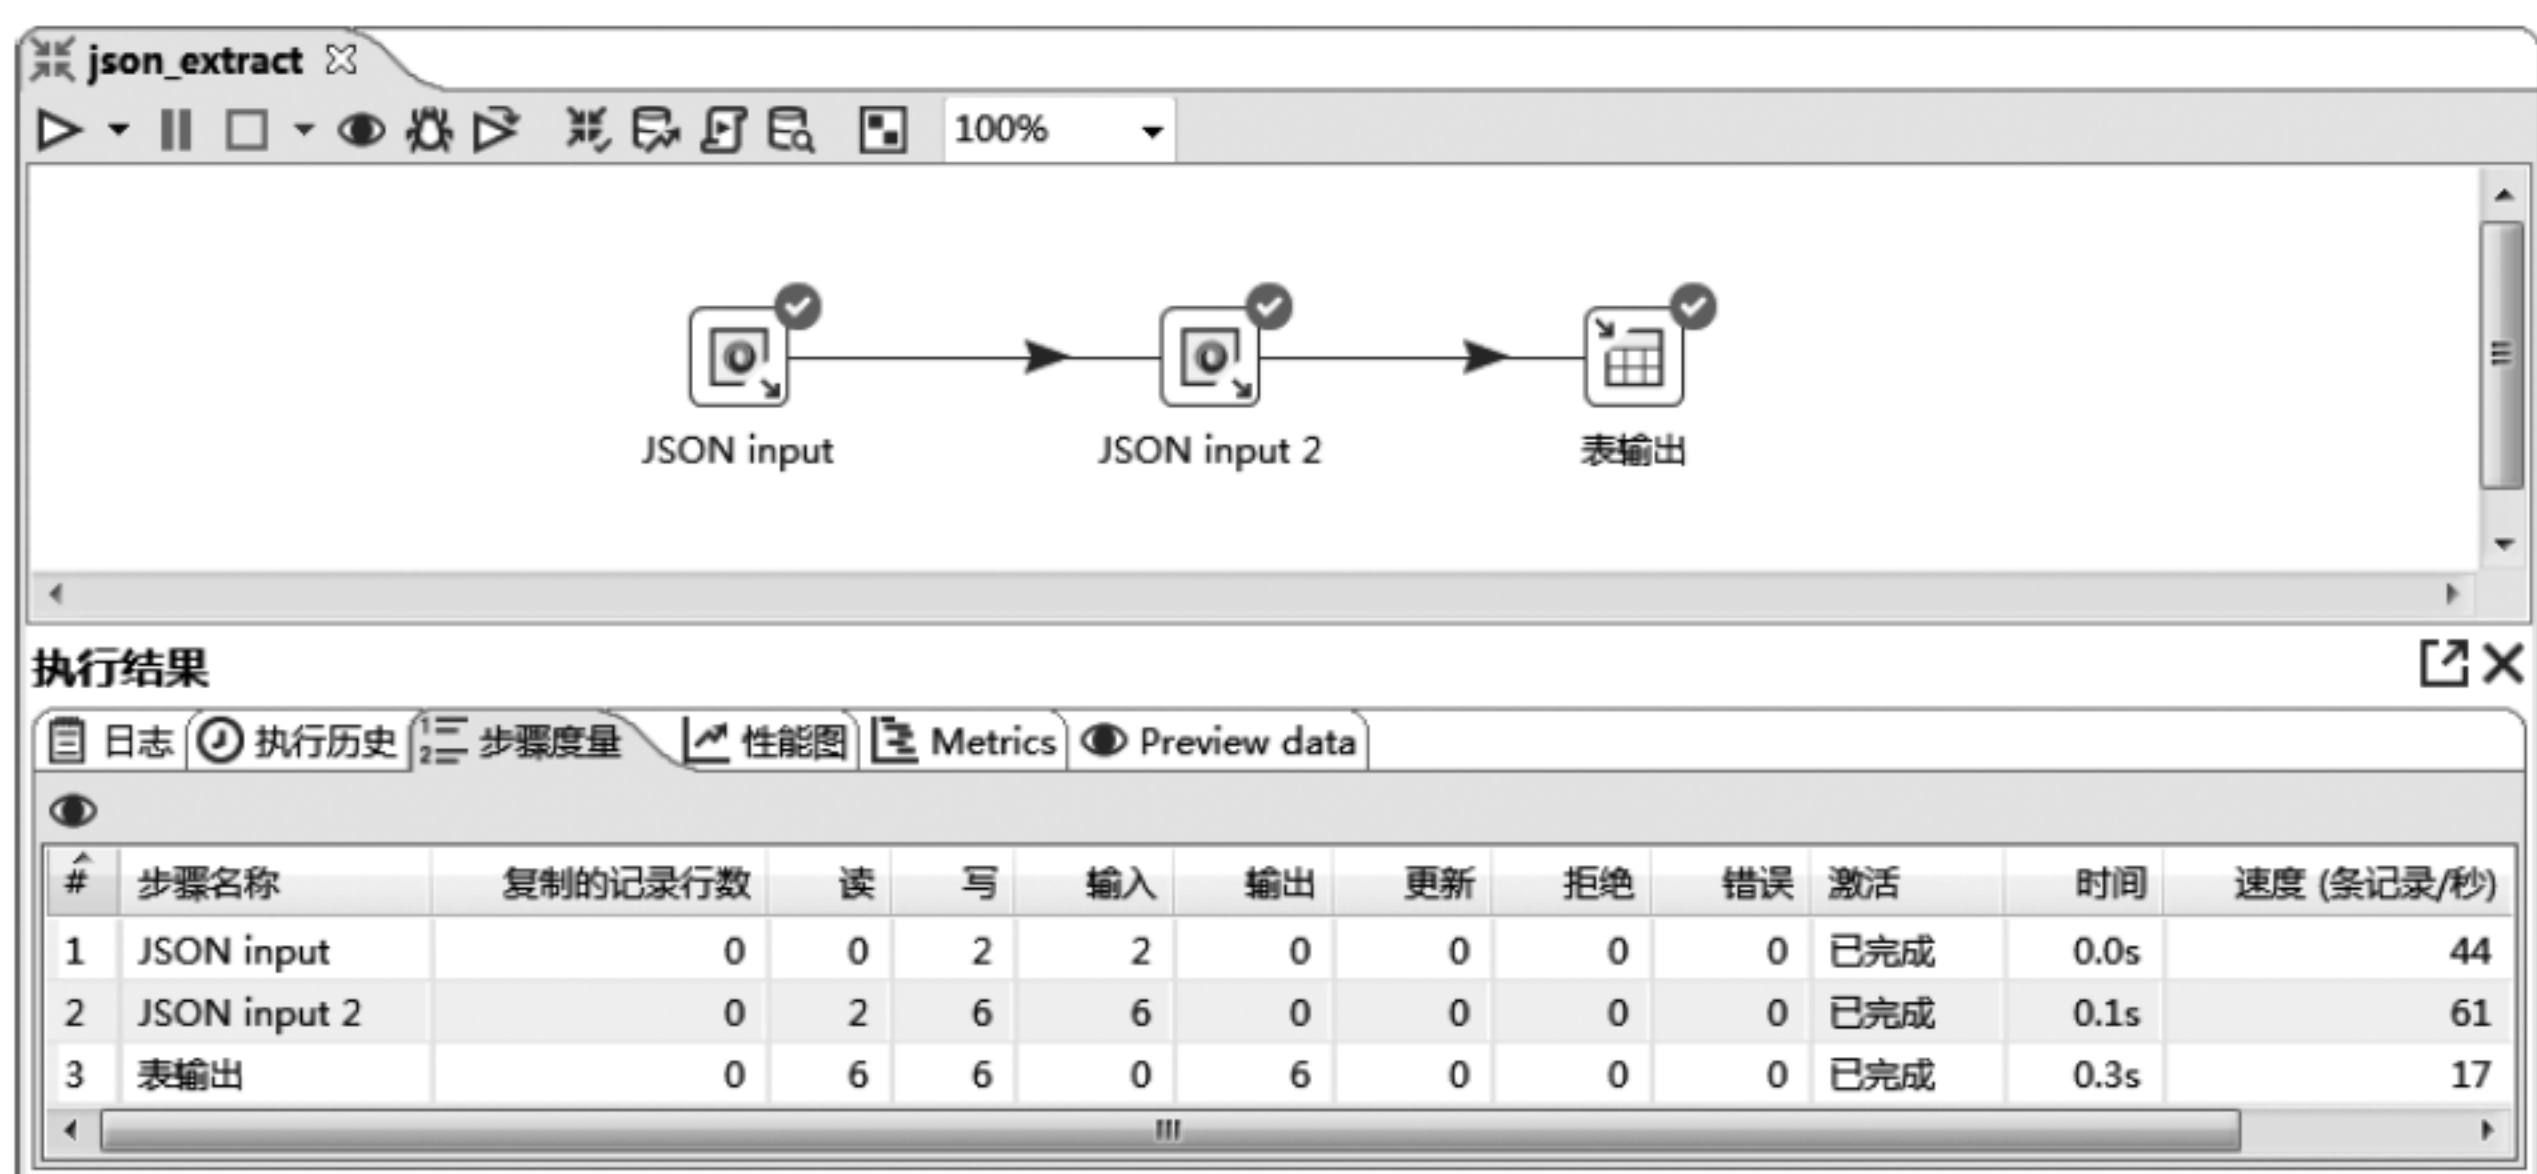 json_extract
100%
JSON input JSON input 2 表输出
执行结果
日志 执行历史 步骤度量 性能图 Metrics Preview data
# 步骤名称 复制的记录行数 读 写 输入 输出 更新 拒绝 错误 激活 时间 速度 (条记录/秒)
1 JSON input 0 0 2 2 0 0 0 0 已完成 0.0s 44
2 JSON input 2 0 2 6 6 0 0 0 0 已完成 0.1s 61
3 表输出 0 6 6 0 6 0 0 0 已完成 0.3s 17